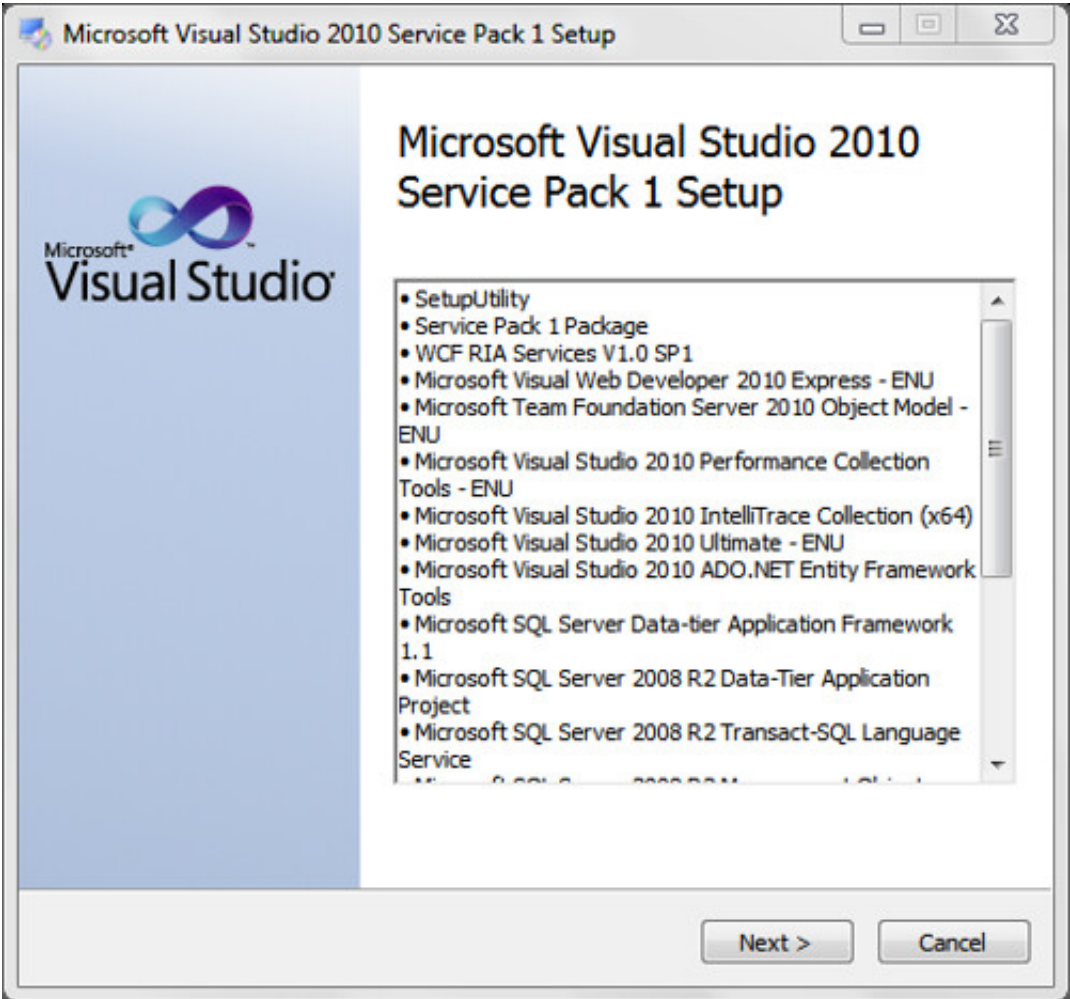 Microsoft Visual Studio 2010 Service Pack 1 Setup
Microsoft Visual Studio 2010
Service Pack 1 Setup
Microsoft®
Visual Studio™
• SetupUtility
• Service Pack 1 Package
• WCF RIA Services V1.0 SP1
• Microsoft Visual Web Developer 2010 Express - ENU
• Microsoft Team Foundation Server 2010 Object Model -
ENU
• Microsoft Visual Studio 2010 Performance Collection
Tools - ENU
• Microsoft Visual Studio 2010 IntelliTrace Collection (x64)
• Microsoft Visual Studio 2010 Ultimate - ENU
• Microsoft Visual Studio 2010 ADO.NET Entity Framework
Tools
• Microsoft SQL Server Data-tier Application Framework
1.1
• Microsoft SQL Server 2008 R2 Data-Tier Application
Project
• Microsoft SQL Server 2008 R2 Transact-SQL Language
Service
Next >
Cancel